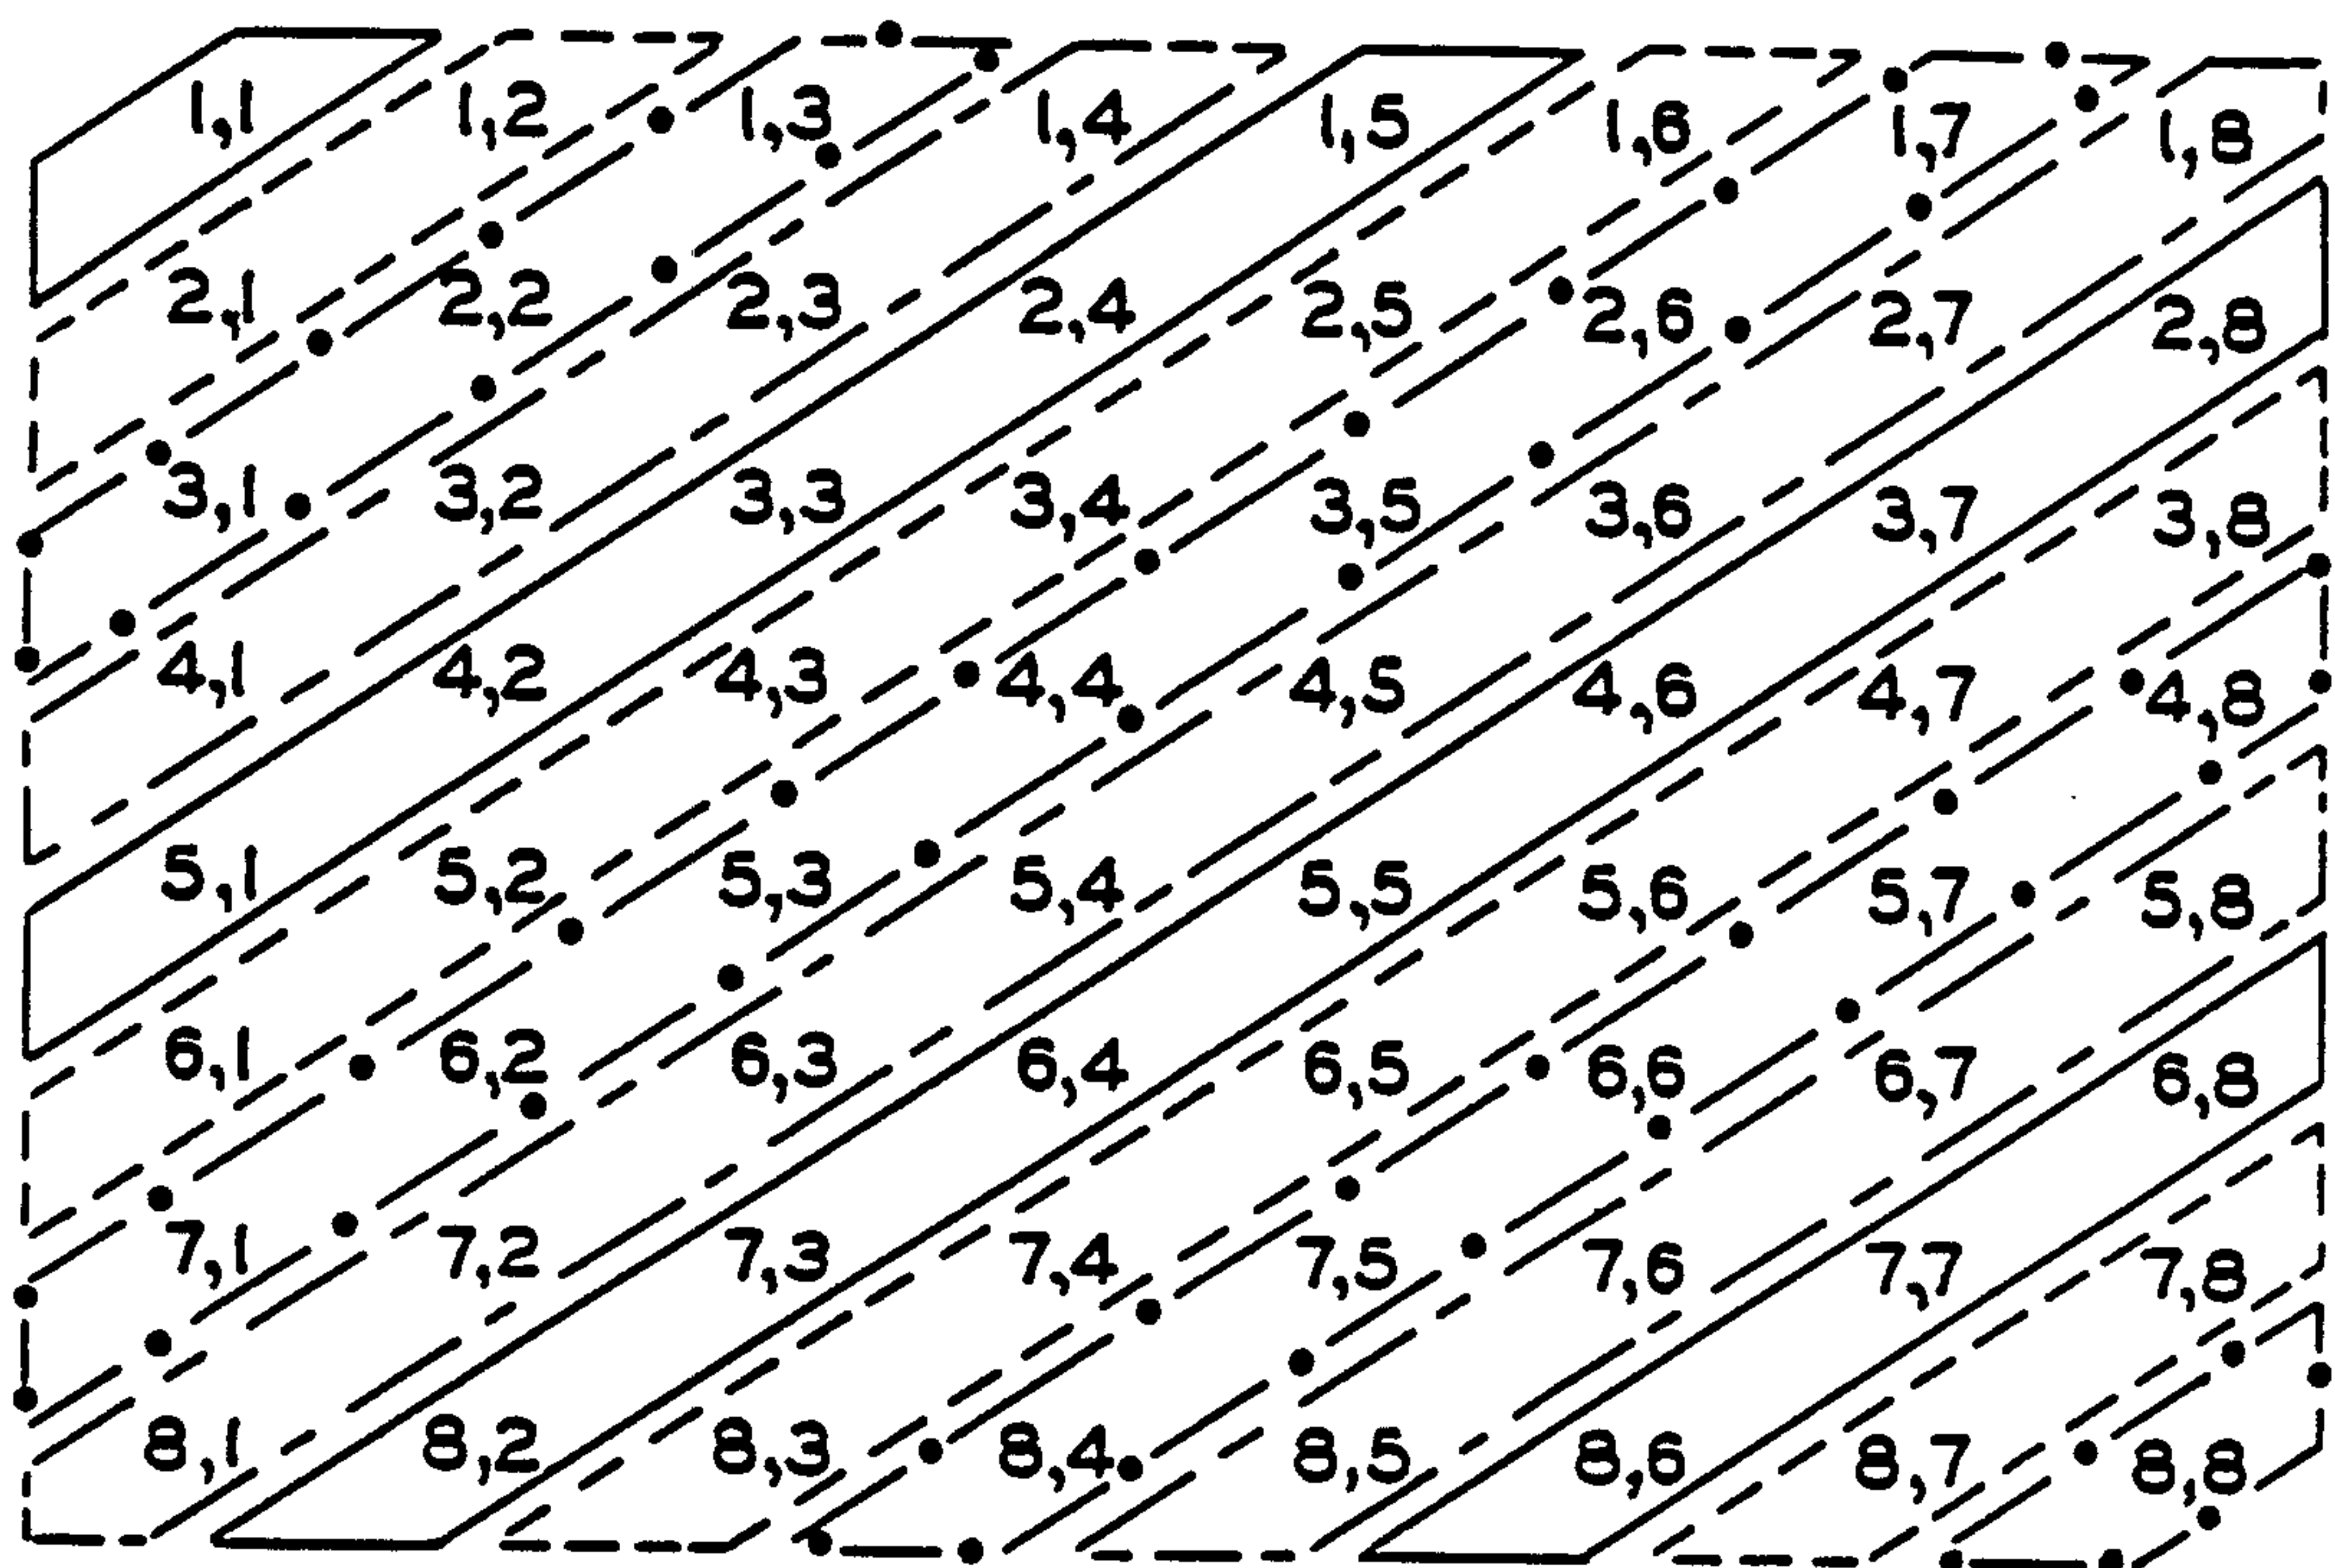 1,1 1,2 1,3 1,4 1,5 1,6 1,7 1,8
2,1 2,2 2,3 2,4 2,5 2,6 2,7 2,8
3,1 3,2 3,3 3,4 3,5 3,6 3,7 3,8
4,1 4,2 4,3 4,4 4,5 4,6 4,7 4,8
5,1 5,2 5,3 5,4 5,5 5,6 5,7 5,8
6,1 6,2 6,3 6,4 6,5 6,6 6,7 6,8
7,1 7,2 7,3 7,4 7,5 7,6 7,7 7,8
8,1 8,2 8,3 8,4 8,5 8,6 8,7 8,8